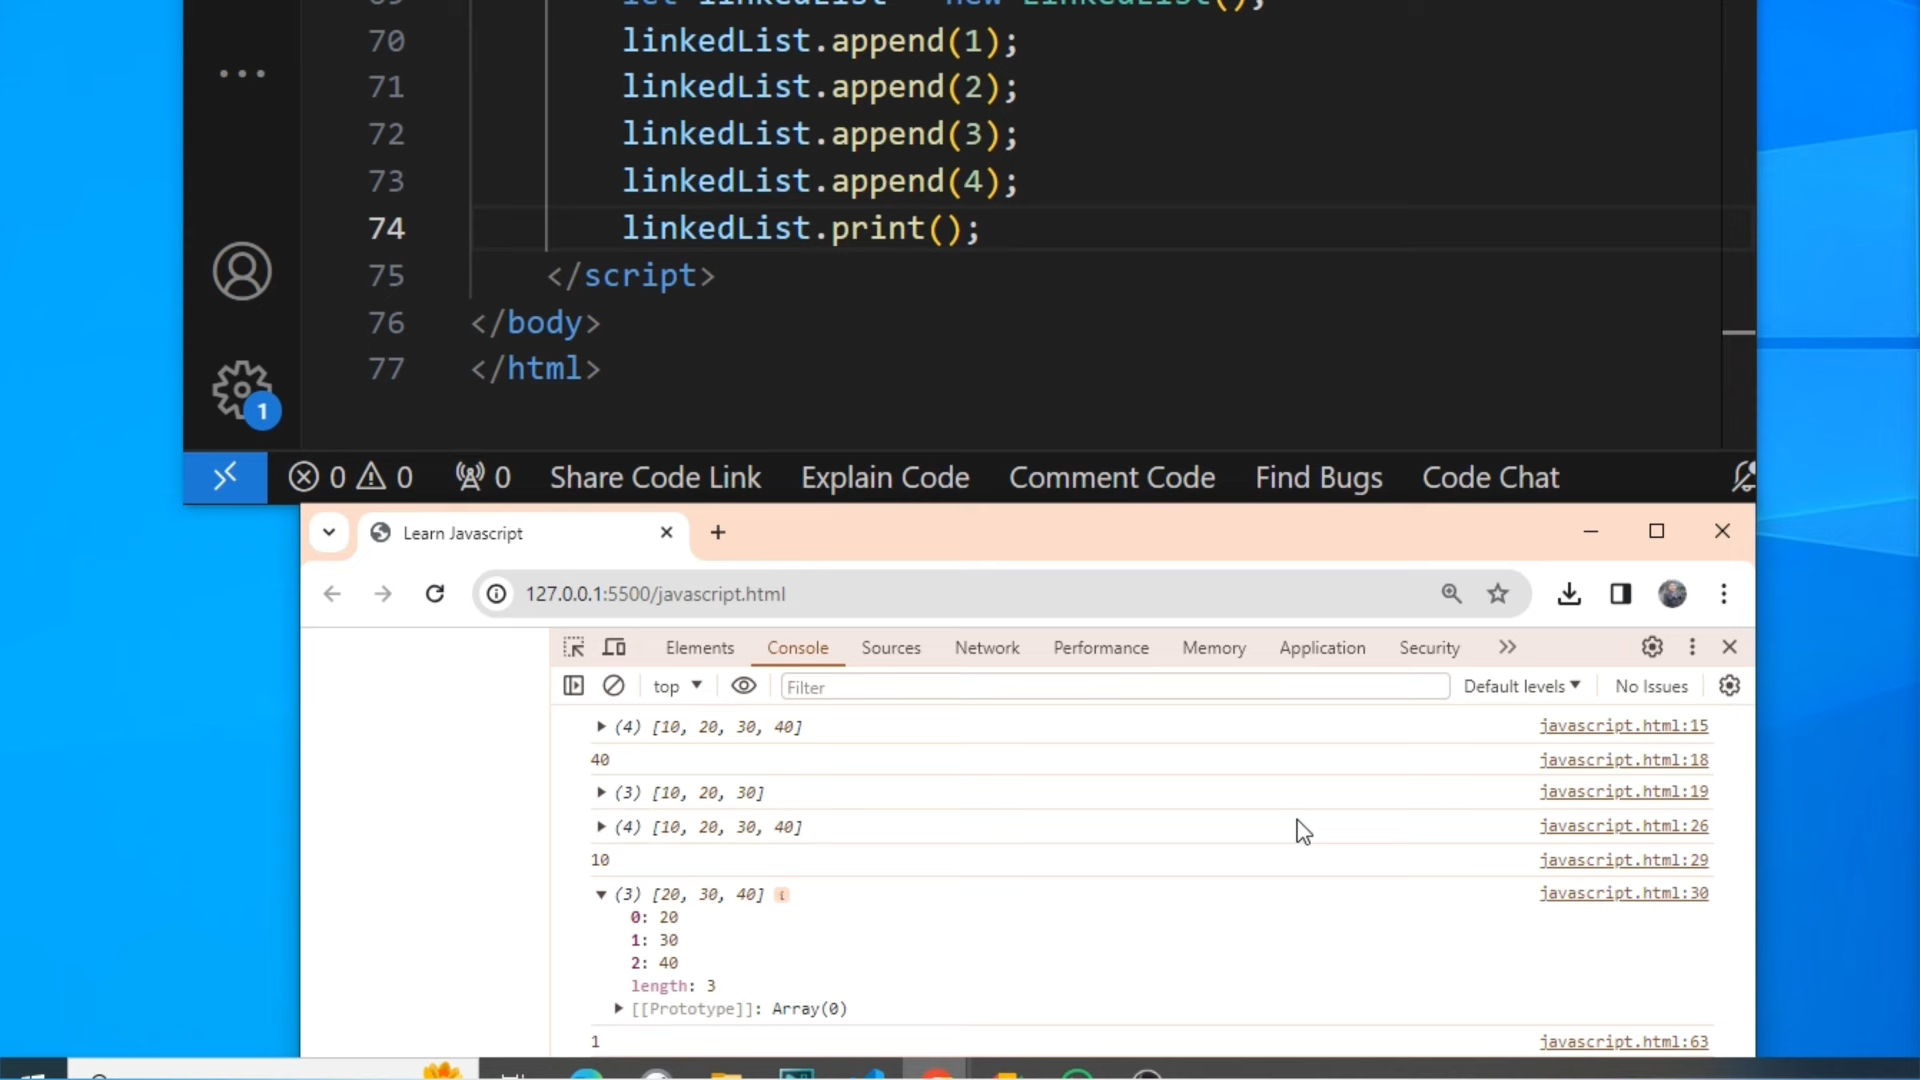 69 let linkedList = new LinkedList();
70 linkedList.append(1);
71 linkedList.append(2);
72 linkedList.append(3);
73 linkedList.append(4);
74 linkedList.print();
75 </script>
76 </body>
77 </html>
1
0 0 0 Share Code Link Explain Code Comment Code Find Bugs Code Chat
Learn Javascript
127.0.0.1:5500/javascript.html
Elements Console Sources Network Performance Memory Application Security
top Filter Default levels No Issues
(4) [10, 20, 30, 40] javascript.html:15
40 javascript.html:18
(3) [10, 20, 30] javascript.html:19
(4) [10, 20, 30, 40] javascript.html:26
10 javascript.html:29
(3) [20, 30, 40] i javascript.html:30
0: 20
1: 30
2: 40
length: 3
[[Prototype]]: Array(0)
1 javascript.html:63